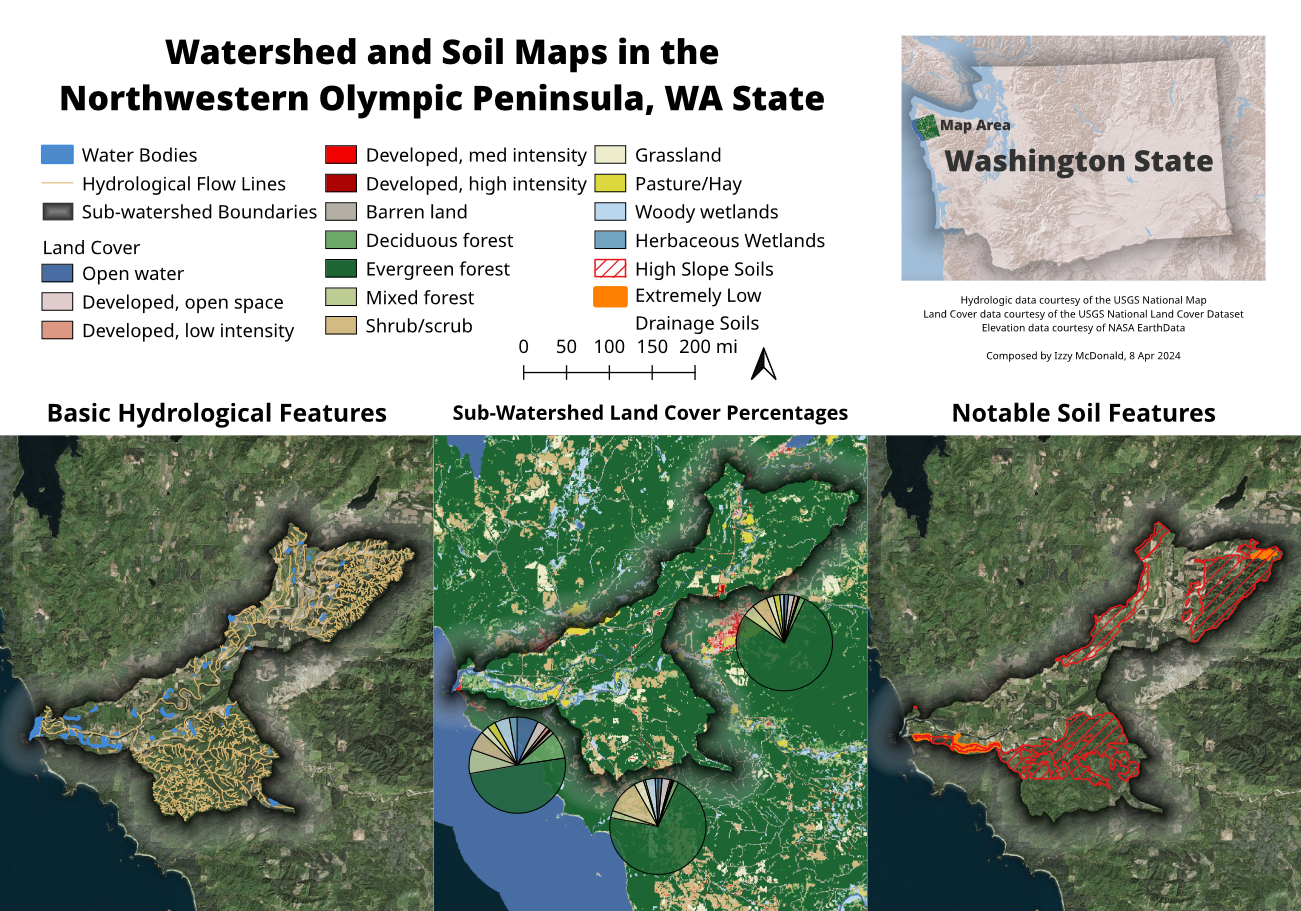 Watershed and Soil Maps in the
Northwestern Olympic Peninsula, WA State
Water Bodies
Hydrological Flow Lines
Sub-watershed Boundaries
Land Cover
Open water
Developed, open space
Developed, low intensity
Developed, med intensity
Developed, high intensity
Barren land
Deciduous forest
Evergreen forest
Mixed forest
Shrub/scrub
Grassland
Pasture/Hay
Woody wetlands
Herbaceous Wetlands
High Slope Soils
Extremely Low
Drainage Soils
0 50 100 150 200 mi
Map Area
Washington State
Hydrologic data courtesy of the USGS National Map
Land Cover data courtesy of the USGS National Land Cover Dataset
Elevation data courtesy of NASA EarthData
Composed by Izzy McDonald, 8 Apr 2024
Basic Hydrological Features
Sub-Watershed Land Cover Percentages
Notable Soil Features